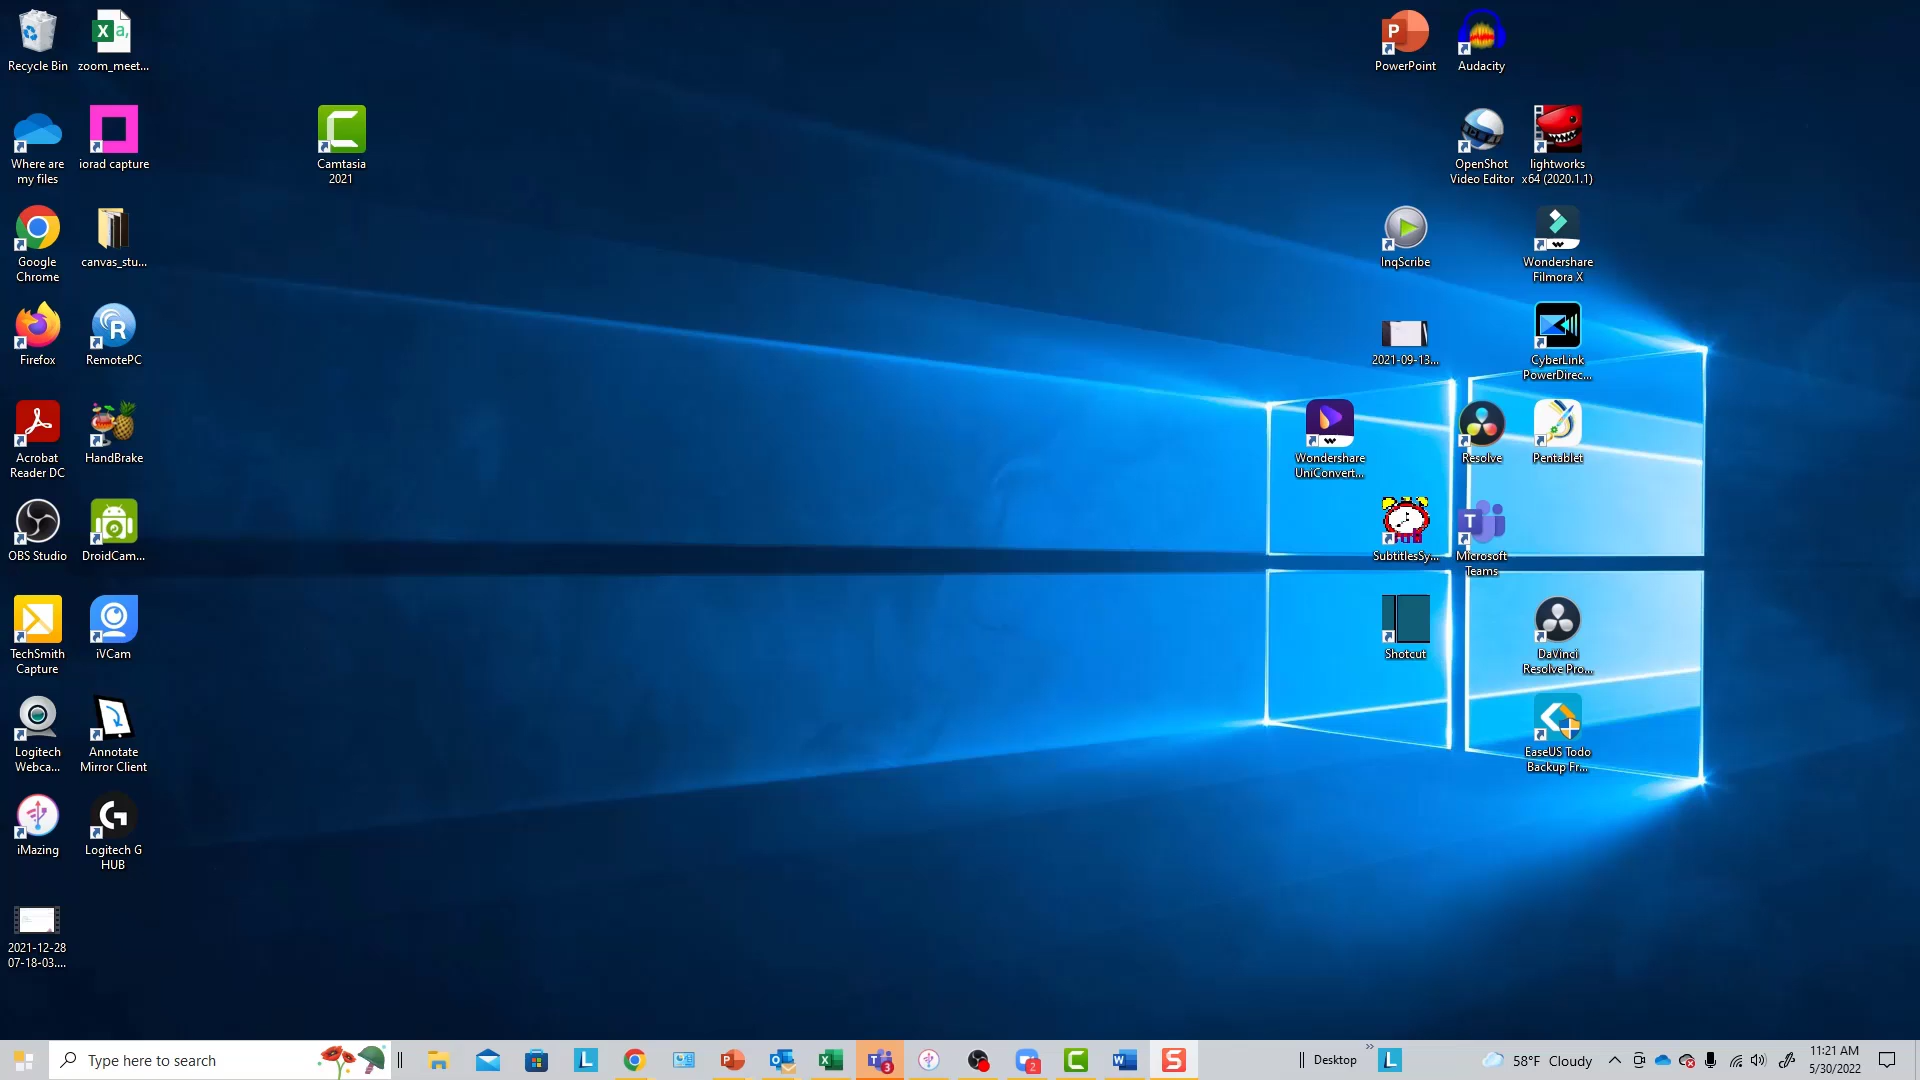 Recycle Bin
zoom_meet...
PowerPoint
Audacity
Where are
my files
iorad capture
Camtasia
2021
OpenShot
Video Editor
lightworks
x64 (2020.1.1)
Google
Chrome
canvas_stu...
InqScribe
Wondershare
Filmora X
Firefox
RemotePC
2021-09-13...
CyberLink
PowerDirec...
Acrobat
Reader DC
HandBrake
Wondershare
UniConvert...
Resolve
Pentablet
OBS Studio
DroidCam...
SubtitlesSy...
Microsoft
Teams
TechSmith
Capture
iVCam
Shotcut
DaVinci
Resolve Pro...
Logitech
Webca...
Annotate
Mirror Client
EaseUS Todo
Backup Fr...
iMazing
Logitech G
HUB
2021-12-28
07-18-03....
Type here to search
3
2
Desktop
58°F Cloudy
11:21 AM
5/30/2022